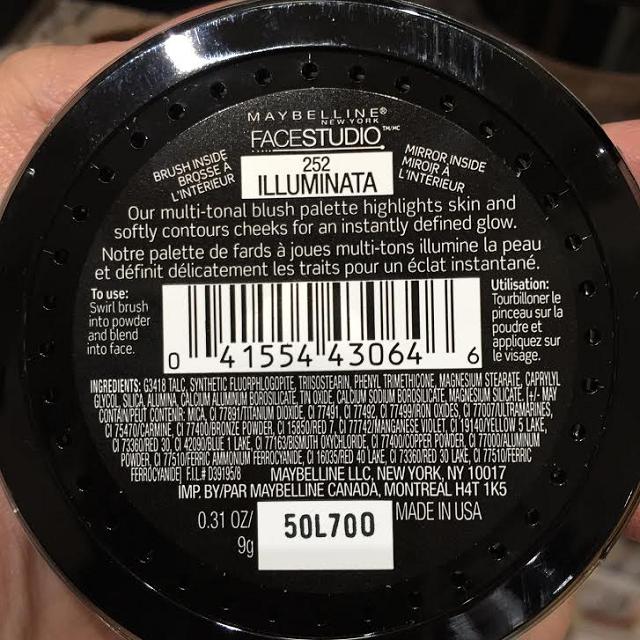 MAYBELLINE®
NEW YORK
FACESTUDIO™/MC
BRUSH INSIDE
BROSSE À
L'INTÉRIEUR
252
ILLUMINATA
MIRROR INSIDE
MIROIR À
L'INTÉRIEUR
Our multi-tonal blush palette highlights skin and
softly contours cheeks for an instantly defined glow.
Notre palette de fards à joues multi-tons illumine la peau
et définit délicatement les traits pour un éclat instantané.
To use:
Swirl brush
into powder
and blend
into face.
0 41554 43064 6
Utilisation:
Tourbilloner le
pinceau sur la
poudre et
appliquez sur
le visage.
INGREDIENTS: G3418 TALC, SYNTHETIC FLUORPHLOGOPITE, TRIISOSTEARIN, PHENYL TRIMETHICONE, MAGNESIUM STEARATE, CAPRYLYL
GLYCOL, SILICA, ALUMINA, CALCIUM ALUMINUM BOROSILICATE, TIN OXIDE, CALCIUM SODIUM BOROSILICATE, MAGNESIUM SILICATE, [+/- MAY
CONTAIN/PEUT CONTENIR: MICA, CI 77891/TITANIUM DIOXIDE, CI 77491, CI 77492, CI 77499/IRON OXIDES, CI 77007/ULTRAMARINES,
CI 75470/CARMINE, CI 77400/BRONZE POWDER, CI 15850/RED 7, CI 77742/MANGANESE VIOLET, CI 19140/YELLOW 5 LAKE,
CI 73360/RED 30, CI 42090/BLUE 1 LAKE, CI 77163/BISMUTH OXYCHLORIDE, CI 77400/COPPER POWDER, CI 77000/ALUMINUM
POWDER, CI 77510/FERRIC AMMONIUM FERROCYANIDE, CI 16035/RED 40 LAKE, CI 73360/RED 30 LAKE, CI 77510/FERRIC
FERROCYANIDE] F.I.L.# D39195/8 MAYBELLINE LLC, NEW YORK, NY 10017
IMP. BY/PAR MAYBELLINE CANADA, MONTRÉAL H4T 1K5
0.31 OZ/
9g
50L700
MADE IN USA